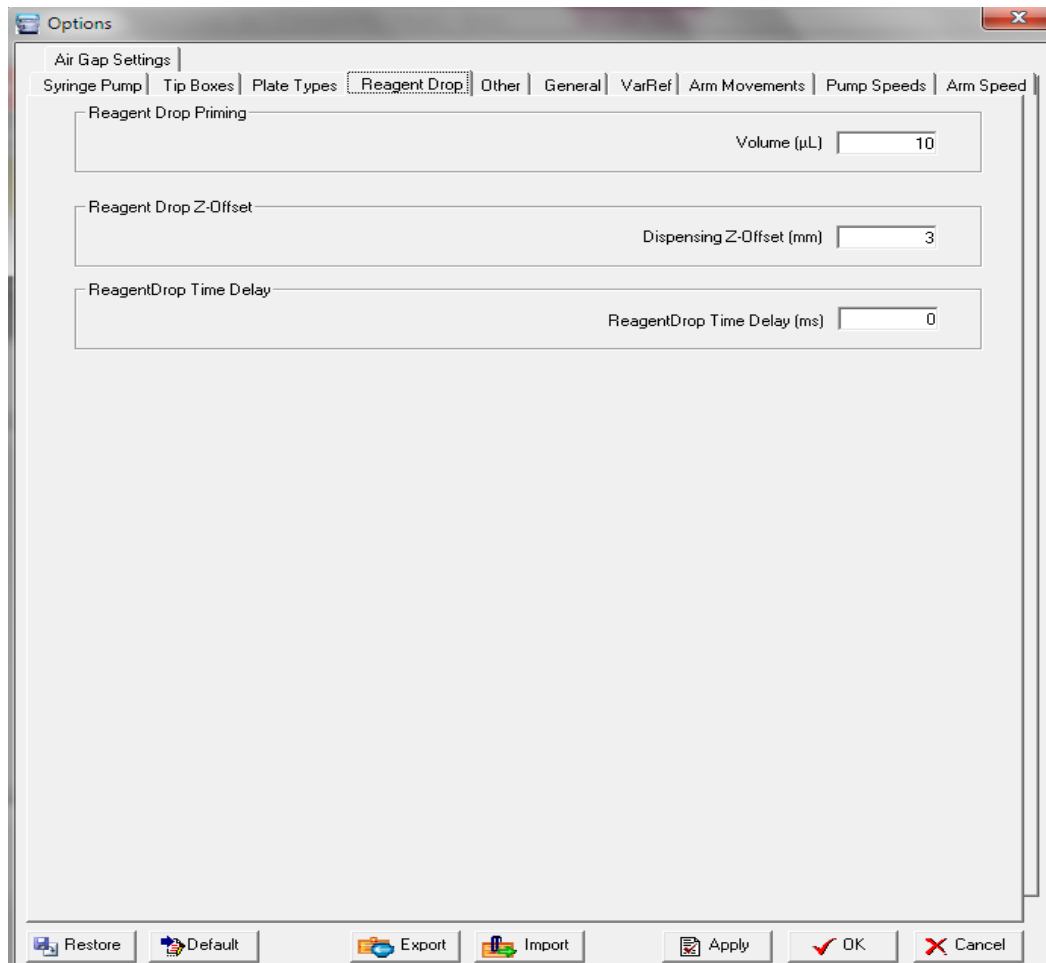 Options
Air Gap Settings
Syringe Pump Tip Boxes Plate Types Reagent Drop Other General VarRef Arm Movements Pump Speeds Arm Speed
Reagent Drop Priming
Volume (µL) 10
Reagent Drop Z-Offset
Dispensing Z-Offset (mm) 3
ReagentDrop Time Delay
ReagentDrop Time Delay (ms) 0
Restore Default Export Import Apply OK Cancel